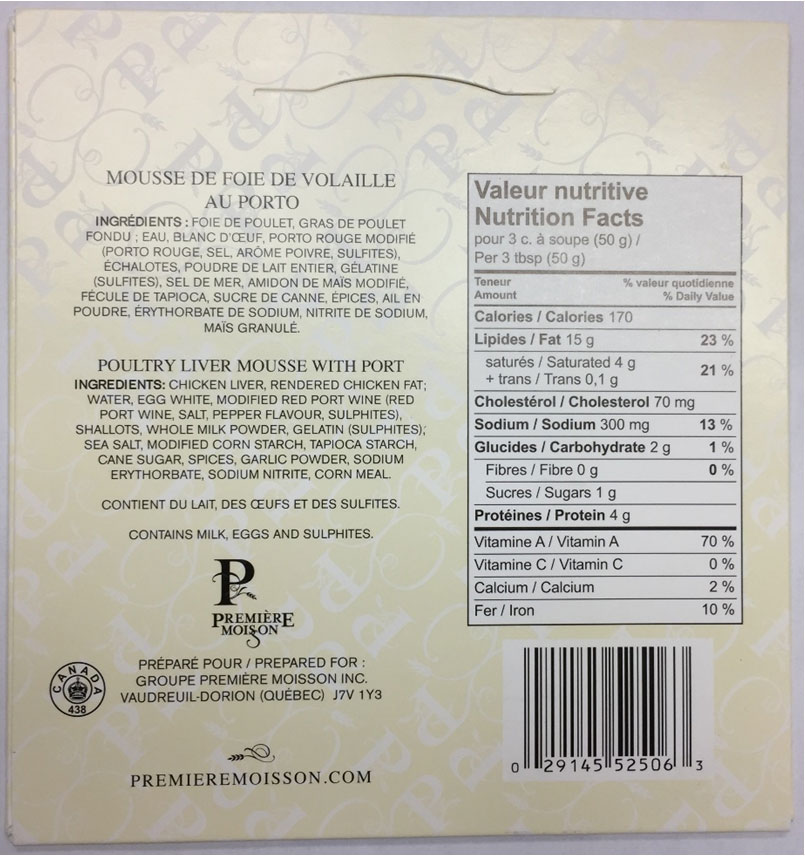 MOUSSE DE FOIE DE VOLAILLE
AU PORTO
INGRÉDIENTS : FOIE DE POULET, GRAS DE POULET
FONDU ; EAU, BLANC D'ŒUF, PORTO ROUGE MODIFIÉ
(PORTO ROUGE, SEL, ARÔME POIVRE, SULFITES),
ÉCHALOTES, POUDRE DE LAIT ENTIER, GÉLATINE
(SULFITES), SEL DE MER, AMIDON DE MAÏS MODIFIÉ,
FÉCULE DE TAPIOCA, SUCRE DE CANNE, ÉPICES, AIL EN
POUDRE, ÉRYTHORBATE DE SODIUM, NITRITE DE SODIUM,
MAÏS GRANULÉ.
POULTRY LIVER MOUSSE WITH PORT
INGREDIENTS: CHICKEN LIVER, RENDERED CHICKEN FAT;
WATER, EGG WHITE, MODIFIED RED PORT WINE (RED
PORT WINE, SALT, PEPPER FLAVOUR, SULPHITES),
SHALLOTS, WHOLE MILK POWDER, GELATIN (SULPHITES),
SEA SALT, MODIFIED CORN STARCH, TAPIOCA STARCH,
CANE SUGAR, SPICES, GARLIC POWDER, SODIUM
ERYTHORBATE, SODIUM NITRITE, CORN MEAL.
CONTIENT DU LAIT, DES ŒUFS ET DES SULFITES.
CONTAINS MILK, EGGS AND SULPHITES.
P
PREMIÈRE
MOISSON
PRÉPARÉ POUR / PREPARED FOR :
GROUPE PREMIÈRE MOISSON INC.
VAUDREUIL-DORION (QUÉBEC) J7V 1Y3
CANADA
438
PREMIEREMOISSON.COM
Valeur nutritive
Nutrition Facts
pour 3 c. à soupe (50 g) /
Per 3 tbsp (50 g)
Teneur % valeur quotidienne
Amount % Daily Value
Calories / Calories 170
Lipides / Fat 15 g 23 %
saturés / Saturated 4 g
+ trans / Trans 0,1 g 21 %
Cholestérol / Cholesterol 70 mg
Sodium / Sodium 300 mg 13 %
Glucides / Carbohydrate 2 g 1 %
Fibres / Fibre 0 g 0 %
Sucres / Sugars 1 g
Protéines / Protein 4 g
Vitamine A / Vitamin A 70 %
Vitamine C / Vitamin C 0 %
Calcium / Calcium 2 %
Fer / Iron 10 %
0 29145 52506 3